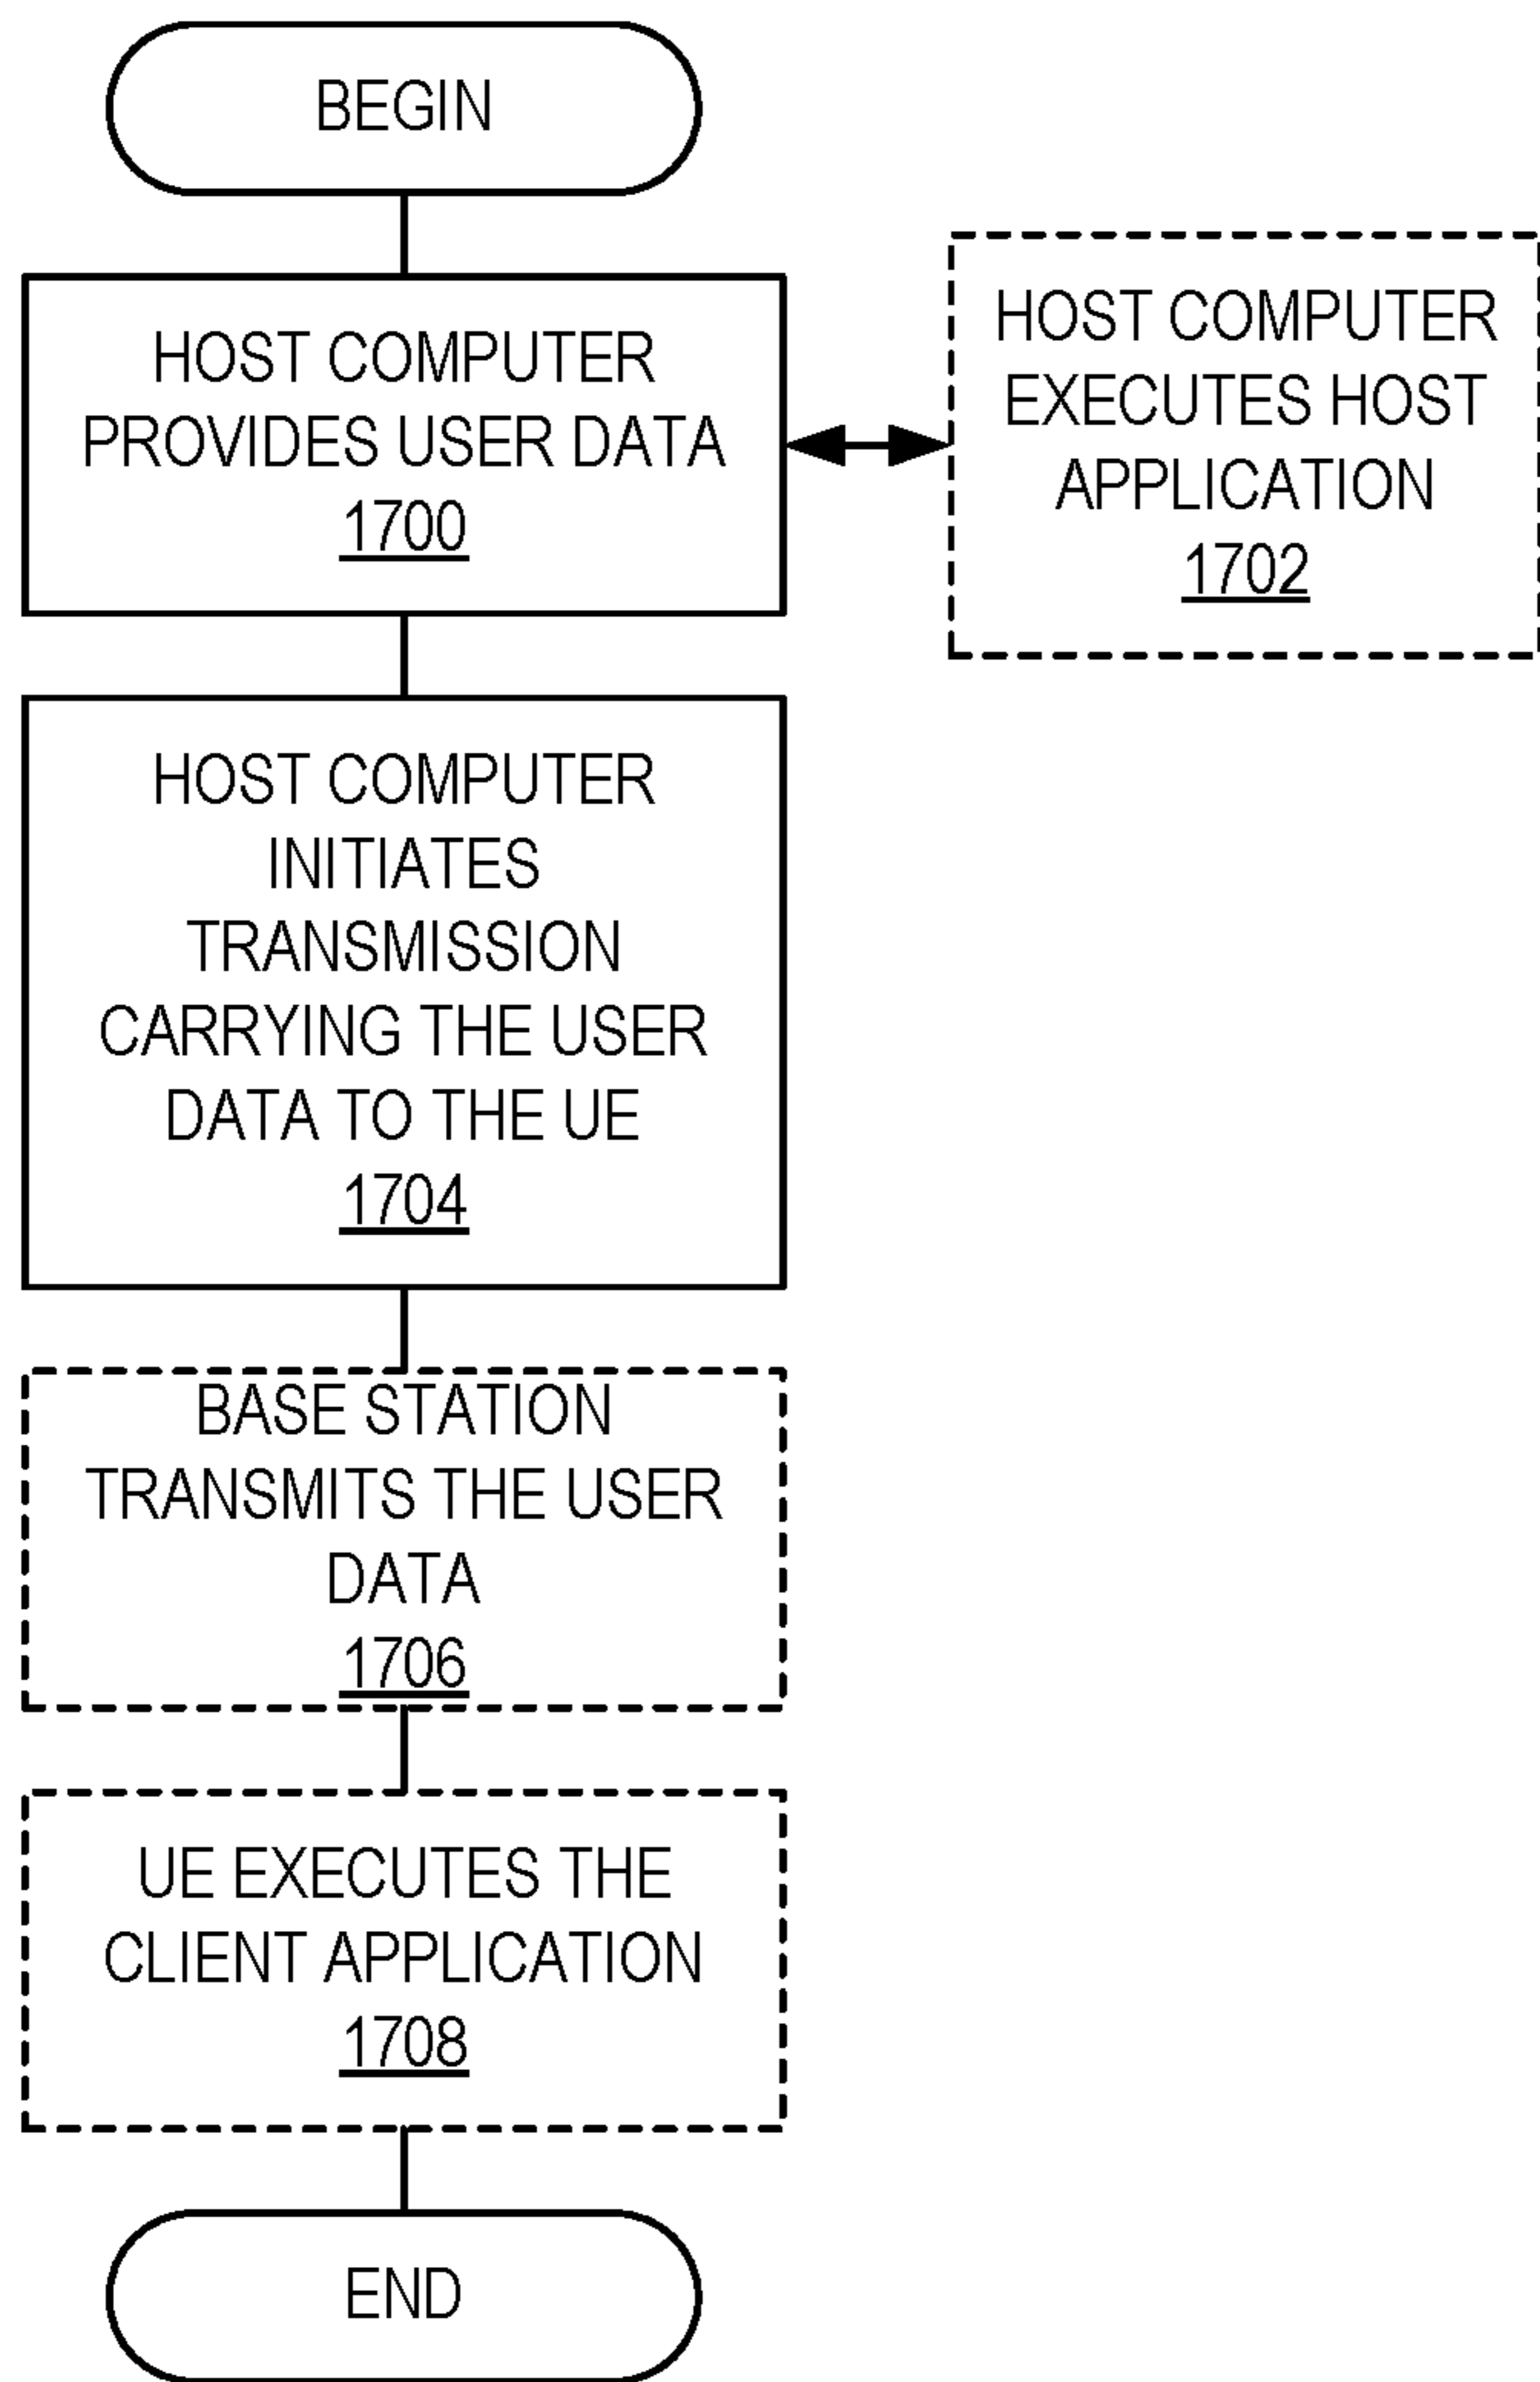 BEGIN
HOST COMPUTER
PROVIDES USER DATA
1700
HOST COMPUTER
EXECUTES HOST
APPLICATION
1702
HOST COMPUTER
INITIATES
TRANSMISSION
CARRYING THE USER
DATA TO THE UE
1704
BASE STATION
TRANSMITS THE USER
DATA
1706
UE EXECUTES THE
CLIENT APPLICATION
1708
END